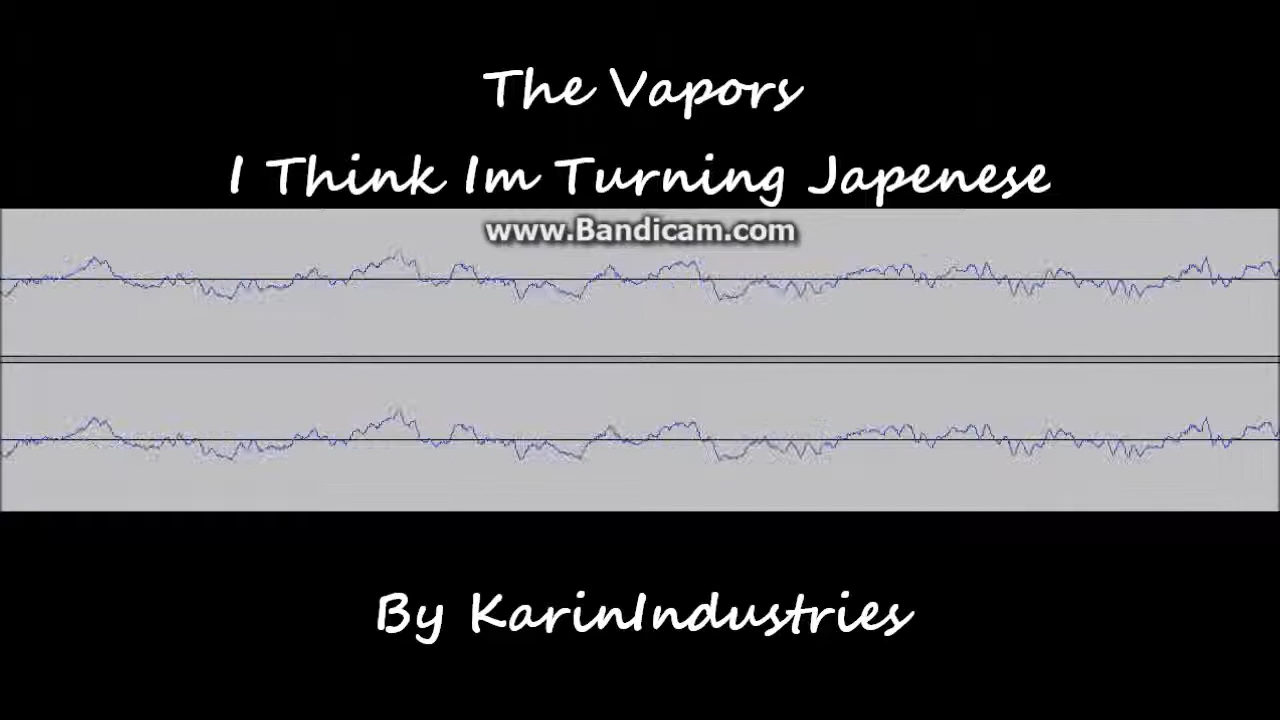 The Vapors
I Think Im Turning Japenese
www.Bandicam.com
By KarinIndustries